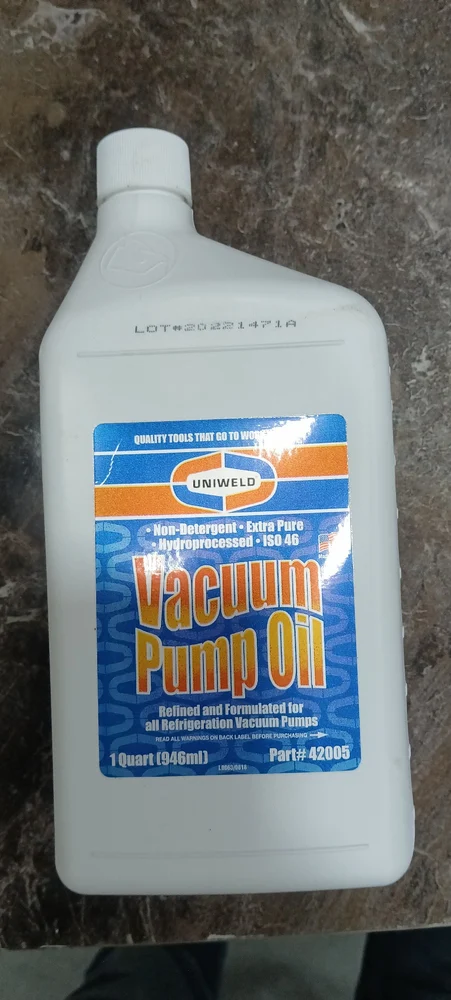 LOT#20221471A
QUALITY TOOLS THAT GO TO
UNIWELD
• Non-Detergent • Extra Pure
• Hydroprocessed • ISO 46
Vacuum
Pump Oil
Refined and Formulated for
all Refrigeration Vacuum Pumps
READ ALL WARNINGS ON BACK LABEL BEFORE PURCHASING
1 Quart (946ml) Part# 42005